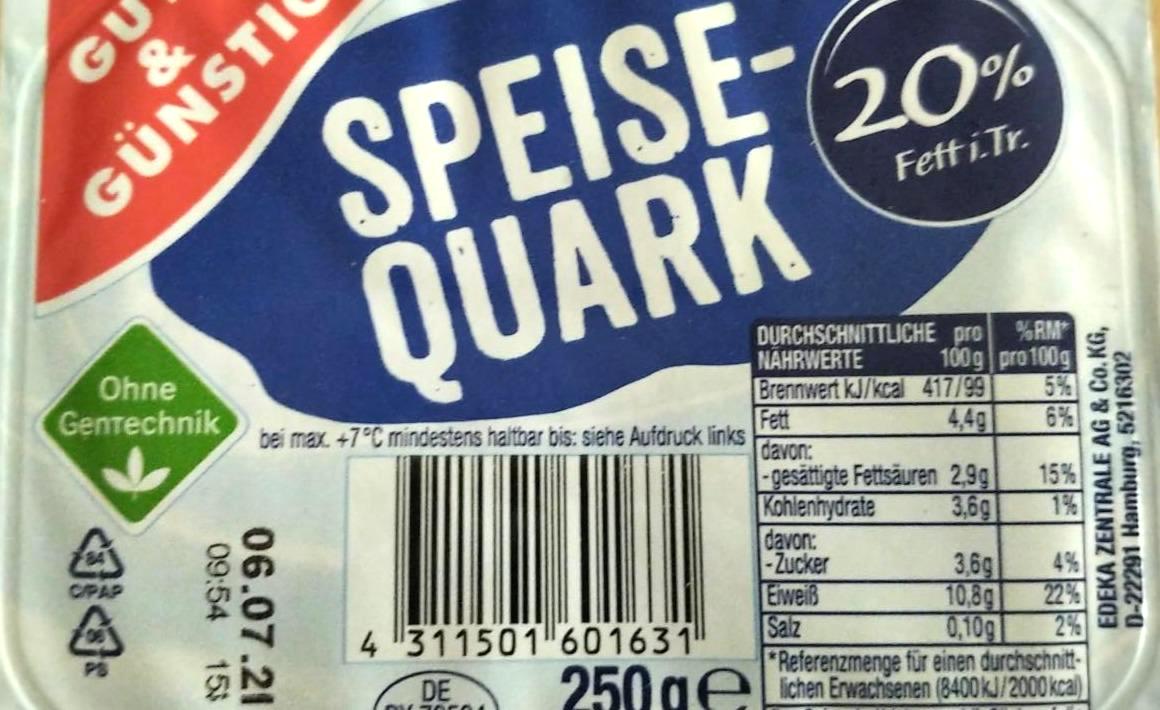 GUT
&
GÜNSTIG
SPEISE-
QUARK
20%
Fett i.Tr.
Ohne
GenTechnik
bei max. +7°C mindestens haltbar bis: siehe Aufdruck links
84
C/PAP
PS
06.07.21
09:54
4 311501 601631
DE
250g e
DURCHSCHNITTLICHE NÄHRWERTE pro 100g %RM* pro 100g
Brennwert kJ/kcal 417/99 5%
Fett 4,4g 6%
davon:
-gesättigte Fettsäuren 2,9g 15%
Kohlenhydrate 3,6g 1%
davon:
-Zucker 3,6g 4%
Eiweiß 10,8g 22%
Salz 0,10g 2%
*Referenzmenge für einen durchschnitt-
lichen Erwachsenen (8400kJ/2000kcal)
EDEKA ZENTRALE AG & Co. KG,
D-22291 Hamburg, 5216302